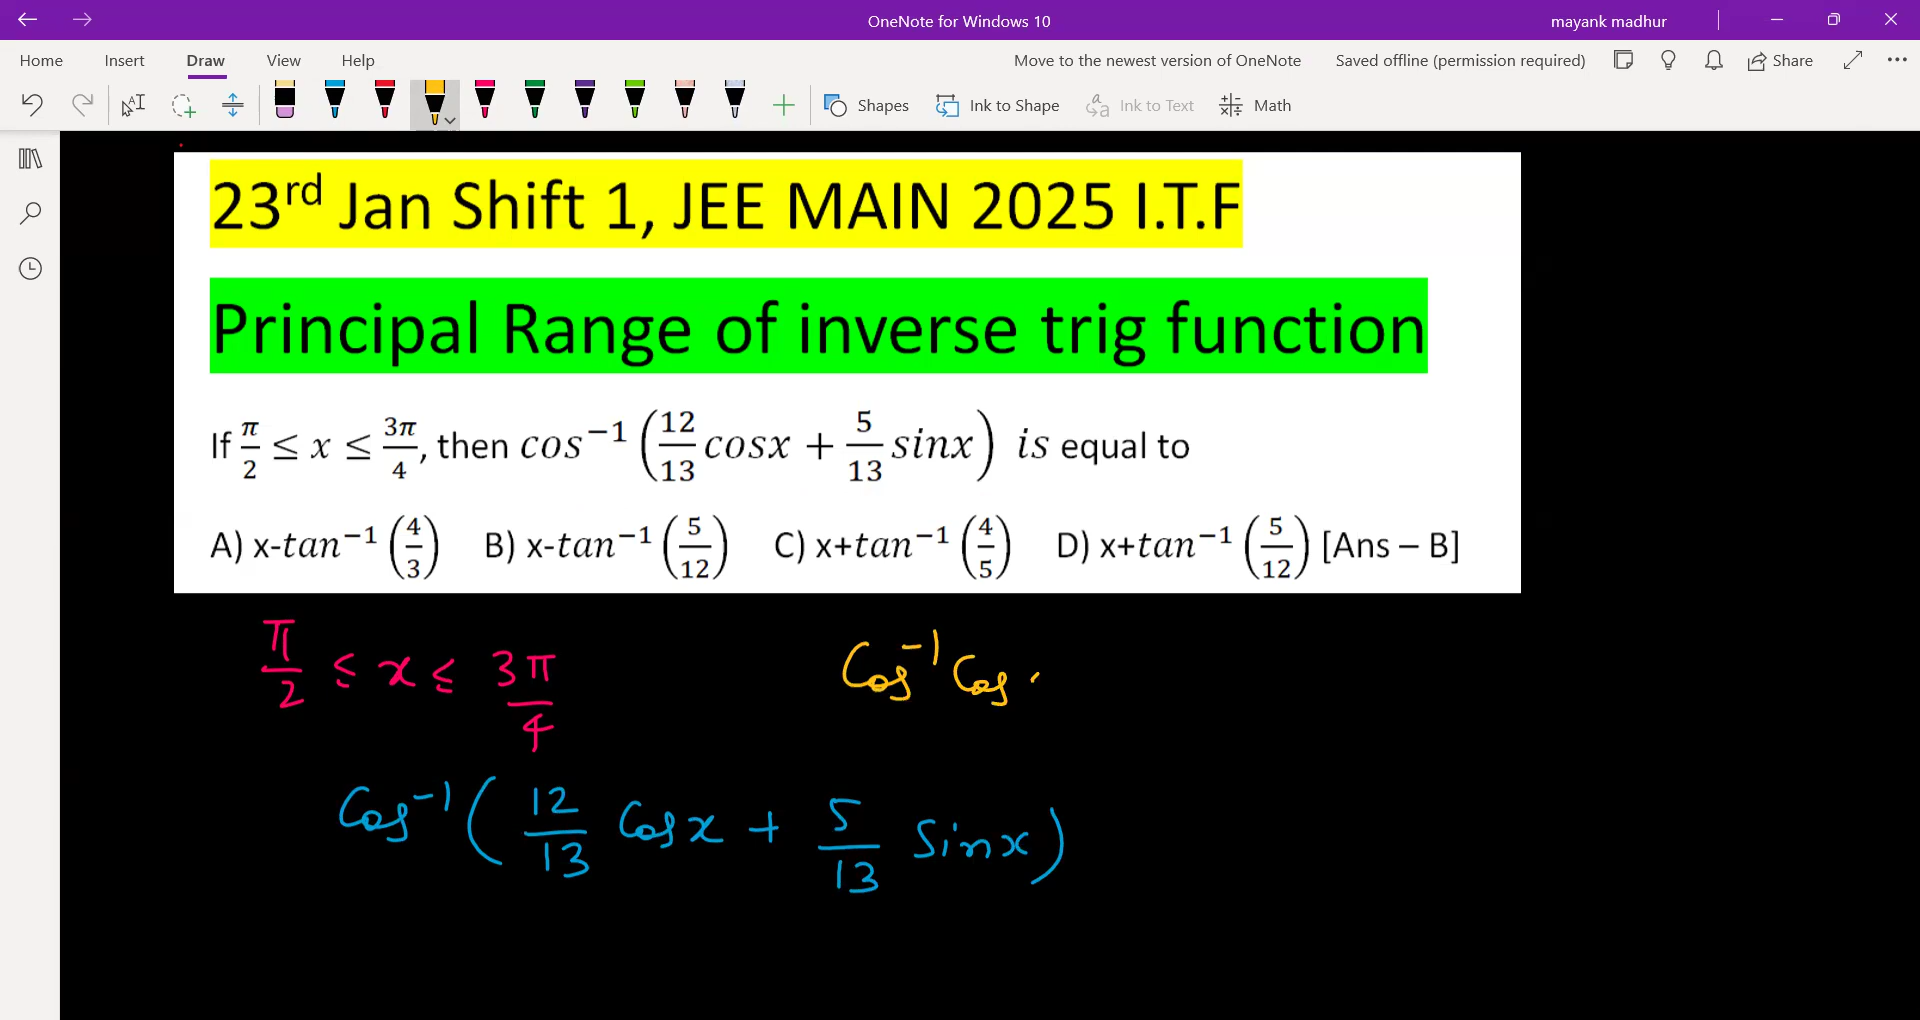 OneNote for Windows 10
mayank madhur
Home Insert Draw View Help
Move to the newest version of OneNote Saved offline (permission required) Share
Shapes Ink to Shape Ink to Text Math
23rd Jan Shift 1, JEE MAIN 2025 I.T.F
Principal Range of inverse trig function
If π/2 ≤ x ≤ 3π/4, then cos⁻¹(12/13 cosx + 5/13 sinx) is equal to
A) x-tan⁻¹(4/3) B) x-tan⁻¹(5/12) C) x+tan⁻¹(4/5) D) x+tan⁻¹(5/12) [Ans – B]
π/2 ≤ x ≤ 3π/4
Cos⁻¹ Cos
Cos⁻¹(12/13 Cosx + 5/13 Sinx)